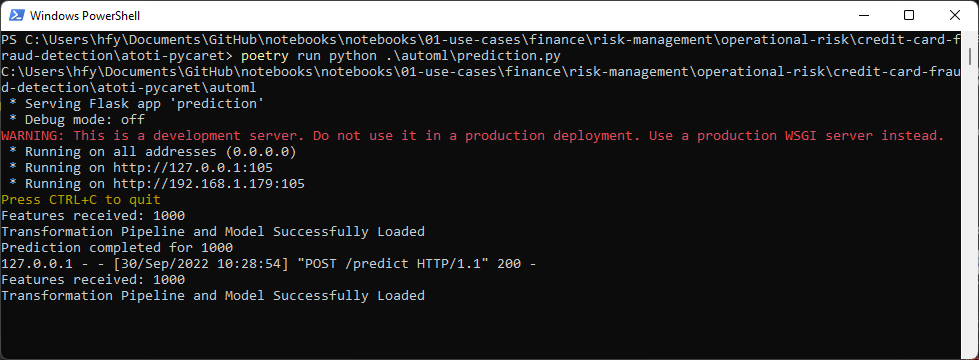 Windows PowerShell
PS C:\Users\hfy\Documents\GitHub\notebooks\notebooks\01-use-cases\finance\risk-management\operational-risk\credit-card-f
raud-detection\atoti-pycaret> poetry run python .\automl\prediction.py
C:\Users\hfy\Documents\GitHub\notebooks\notebooks\01-use-cases\finance\risk-management\operational-risk\credit-card-frau
d-detection\atoti-pycaret\automl
 * Serving Flask app 'prediction'
 * Debug mode: off
WARNING: This is a development server. Do not use it in a production deployment. Use a production WSGI server instead.
 * Running on all addresses (0.0.0.0)
 * Running on http://127.0.0.1:105
 * Running on http://192.168.1.179:105
Press CTRL+C to quit
Features received: 1000
Transformation Pipeline and Model Successfully Loaded
Prediction completed for 1000
127.0.0.1 - - [30/Sep/2022 10:28:54] "POST /predict HTTP/1.1" 200 -
Features received: 1000
Transformation Pipeline and Model Successfully Loaded